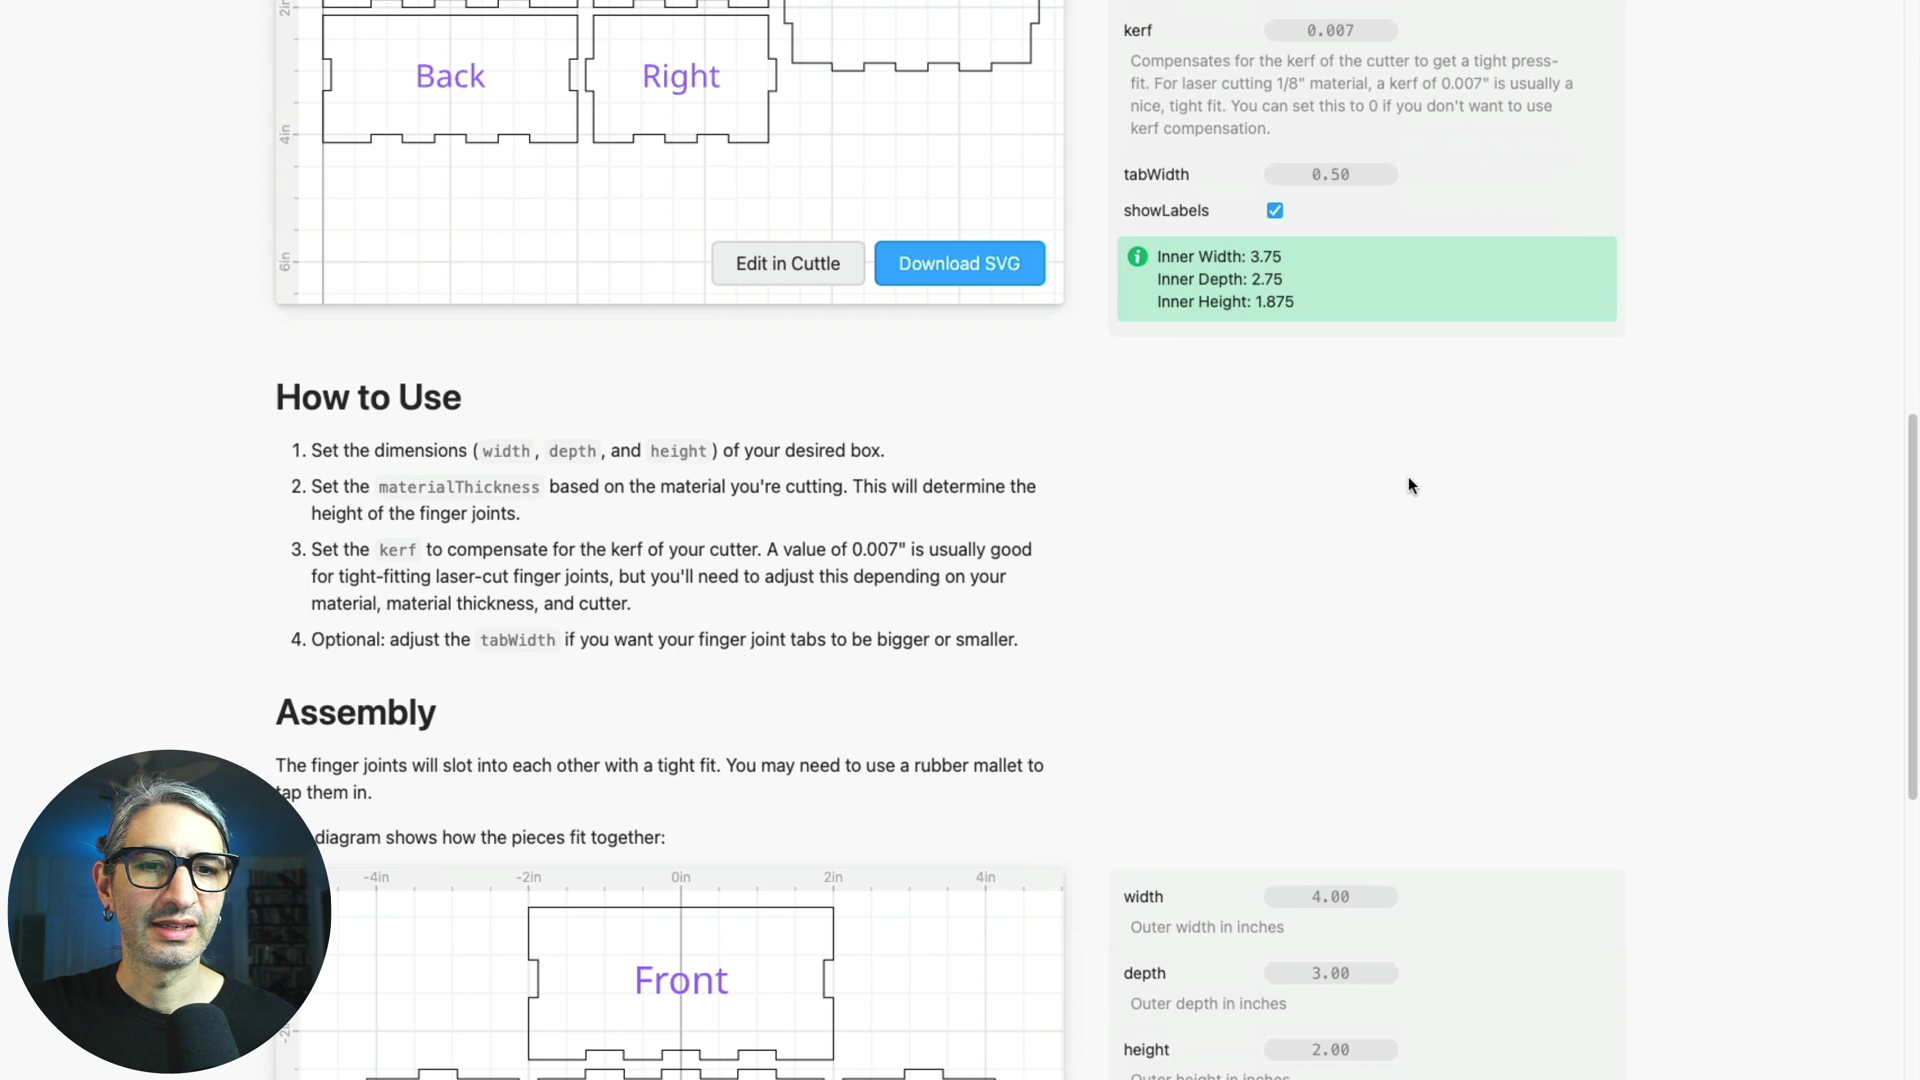 2in
Back
Right
4in
6in
Edit in Cuttle
Download SVG
kerf
0.007
Compensates for the kerf of the cutter to get a tight press-
fit. For laser cutting 1/8" material, a kerf of 0.007" is usually a
nice, tight fit. You can set this to 0 if you don't want to use
kerf compensation.
tabWidth
0.50
showLabels
Inner Width: 3.75
Inner Depth: 2.75
Inner Height: 1.875
How to Use
1. Set the dimensions ( width , depth , and height ) of your desired box.
2. Set the materialThickness based on the material you're cutting. This will determine the
height of the finger joints.
3. Set the kerf to compensate for the kerf of your cutter. A value of 0.007" is usually good
for tight-fitting laser-cut finger joints, but you'll need to adjust this depending on your
material, material thickness, and cutter.
4. Optional: adjust the tabWidth if you want your finger joint tabs to be bigger or smaller.
Assembly
The finger joints will slot into each other with a tight fit. You may need to use a rubber mallet to
tap them in.
diagram shows how the pieces fit together:
-4in
-2in
0in
2in
4in
Front
width
4.00
Outer width in inches
depth
3.00
Outer depth in inches
height
2.00
Outer height in inches